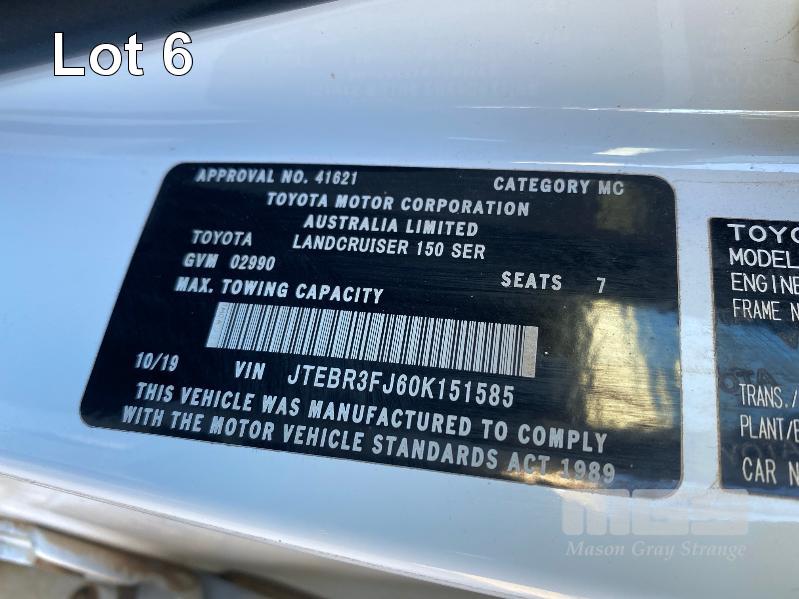 Lot 6
APPROVAL NO. 41621 CATEGORY MC
TOYOTA MOTOR CORPORATION
AUSTRALIA LIMITED
TOYOTA LANDCRUISER 150 SER
GVM 02990 SEATS 7
MAX. TOWING CAPACITY
10/19 VIN JTEBR3FJ60K151585
THIS VEHICLE WAS MANUFACTURED TO COMPLY
WITH THE MOTOR VEHICLE STANDARDS ACT 1989
TOYO
MODEL
ENGINE
FRAME N
TRANS./
PLANT/
CAR N
MGS
Mason Gray Strange